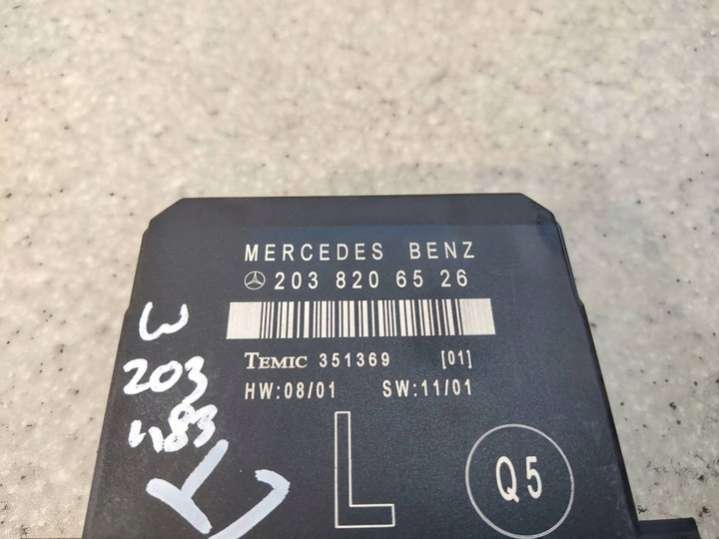 MERCEDES BENZ
203 820 65 26
TEMIC 351369 [01]
HW:08/01 SW:11/01
L
Q5
W
203
L